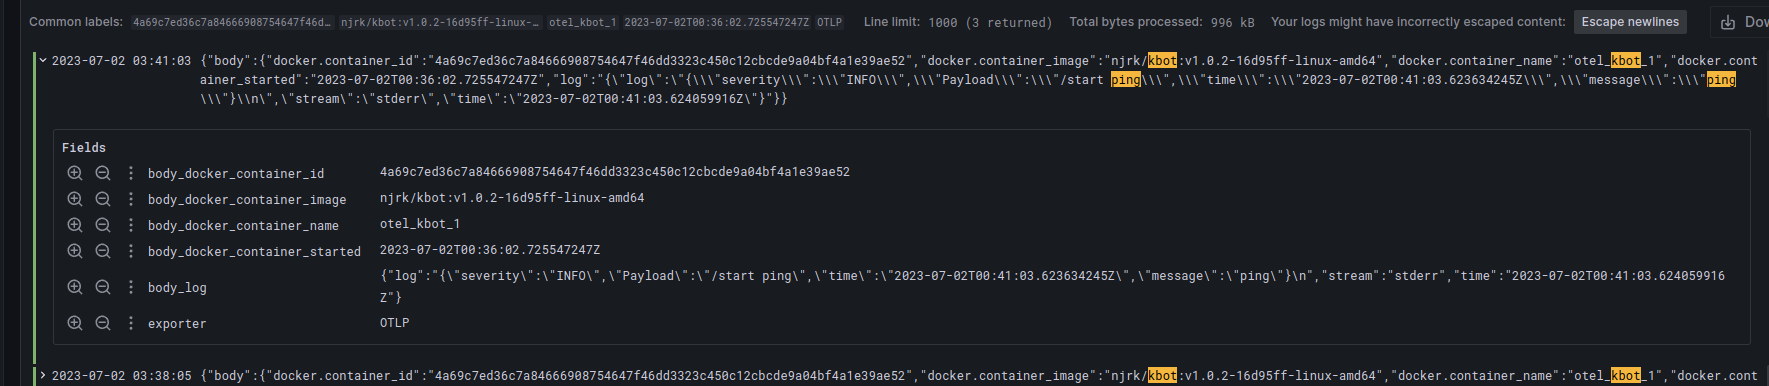 Common labels: 4a69c7ed36c7a84666908754647f46d… njrk/kbot:v1.0.2-16d95ff-linux-… otel_kbot_1 2023-07-02T00:36:02.725547247Z OTLP Line limit: 1000 (3 returned) Total bytes processed: 996 kB Your logs might have incorrectly escaped content: Escape newlines Dow
2023-07-02 03:41:03 {"body":{"docker.container_id":"4a69c7ed36c7a84666908754647f46dd3323c450c12cbcde9a04bf4a1e39ae52","docker.container_image":"njrk/kbot:v1.0.2-16d95ff-linux-amd64","docker.container_name":"otel_kbot_1","docker.cont
ainer_started":"2023-07-02T00:36:02.725547247Z","log":"{\"log\":\"{\\\"severity\\\":\\\"INFO\\\",\\\"Payload\\\":\\\"/start ping\\\",\\\"time\\\":\\\"2023-07-02T00:41:03.623634245Z\\\",\\\"message\\\":\\\"ping
\\\"}\\n\",\"stream\":\"stderr\",\"time\":\"2023-07-02T00:41:03.624059916Z\"}"}}
Fields
body_docker_container_id 4a69c7ed36c7a84666908754647f46dd3323c450c12cbcde9a04bf4a1e39ae52
body_docker_container_image njrk/kbot:v1.0.2-16d95ff-linux-amd64
body_docker_container_name otel_kbot_1
body_docker_container_started 2023-07-02T00:36:02.725547247Z
body_log {"log":"{\"severity\":\"INFO\",\"Payload\":\"/start ping\",\"time\":\"2023-07-02T00:41:03.623634245Z\",\"message\":\"ping\"}\n","stream":"stderr","time":"2023-07-02T00:41:03.624059916
Z"}
exporter OTLP
2023-07-02 03:38:05 {"body":{"docker.container_id":"4a69c7ed36c7a84666908754647f46dd3323c450c12cbcde9a04bf4a1e39ae52","docker.container_image":"njrk/kbot:v1.0.2-16d95ff-linux-amd64","docker.container_name":"otel_kbot_1","docker.cont